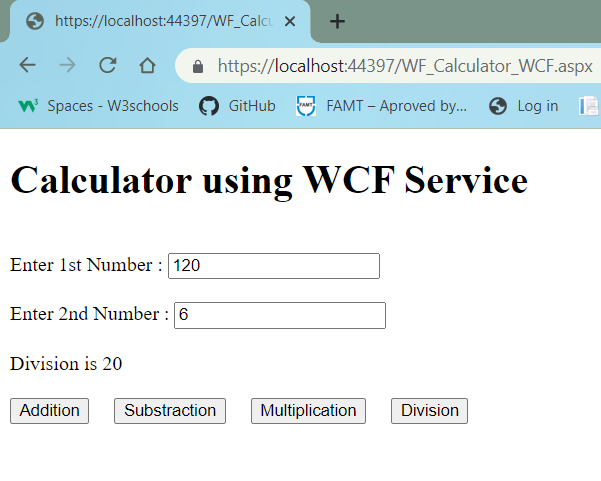 https://localhost:44397/WF_Calcu
https://localhost:44397/WF_Calculator_WCF.aspx
Spaces - W3schools GitHub FAMT – Aproved by... Log in
Calculator using WCF Service
Enter 1st Number : 120
Enter 2nd Number : 6
Division is 20
Addition Substraction Multiplication Division